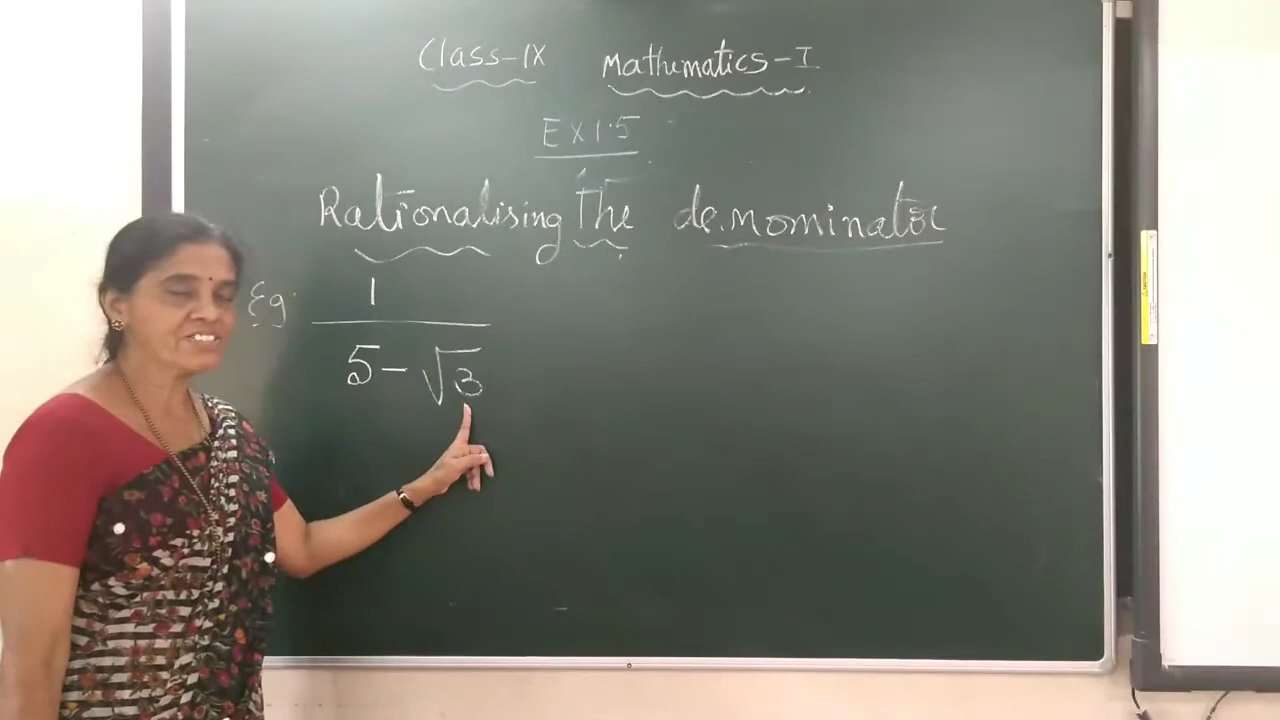 Class-IX Mathematics-I
EX 1.5
Rationalising the denominator
Eg: 1
5-√3